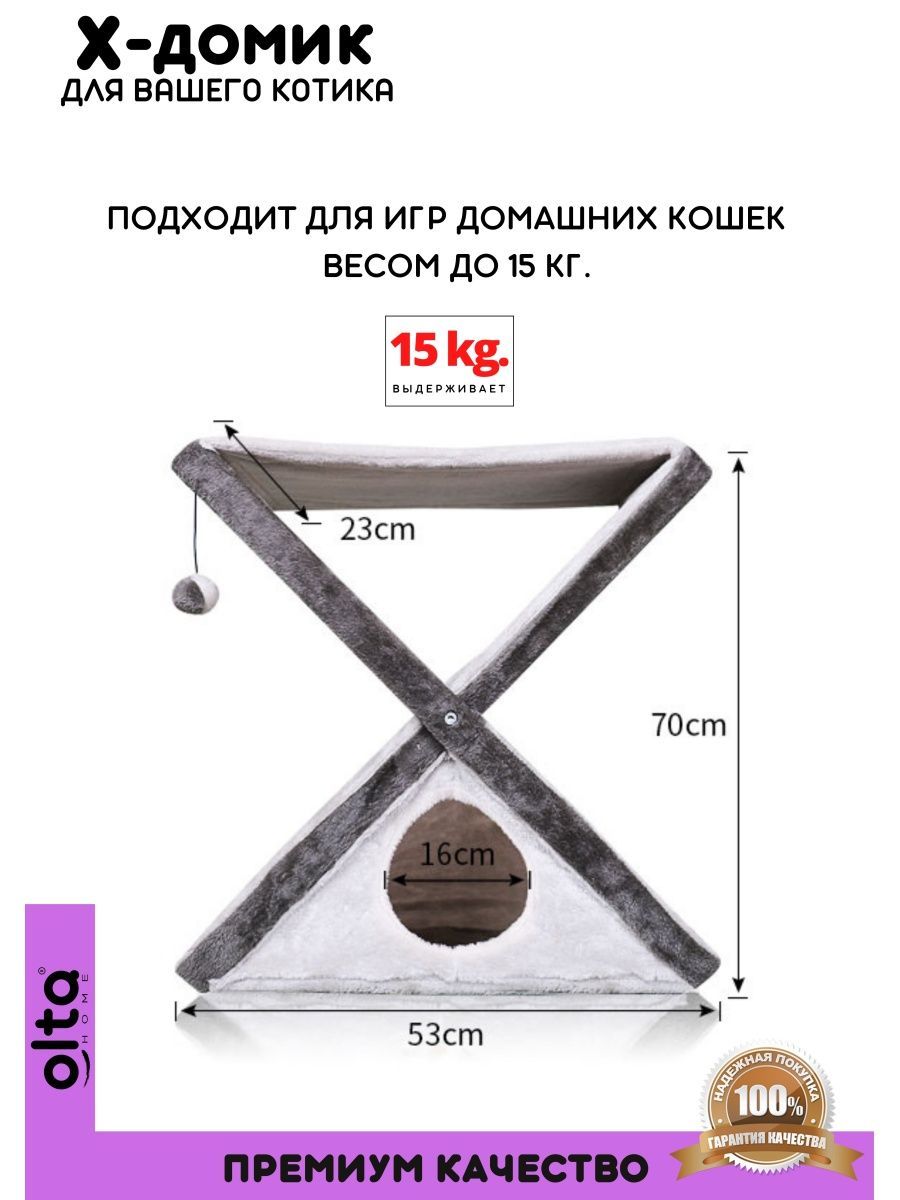 Х-ДОМИК
ДЛЯ ВАШЕГО КОТИКА
ПОДХОДИТ ДЛЯ ИГР ДОМАШНИХ КОШЕК
ВЕСОМ ДО 15 КГ.
15 kg.
ВЫДЕРЖИВАЕТ
23cm
70cm
16cm
53cm
olta®
HOME
НАДЕЖНАЯ ПОКУПКА
100%
ГАРАНТИЯ КАЧЕСТВА
ПРЕМИУМ КАЧЕСТВО